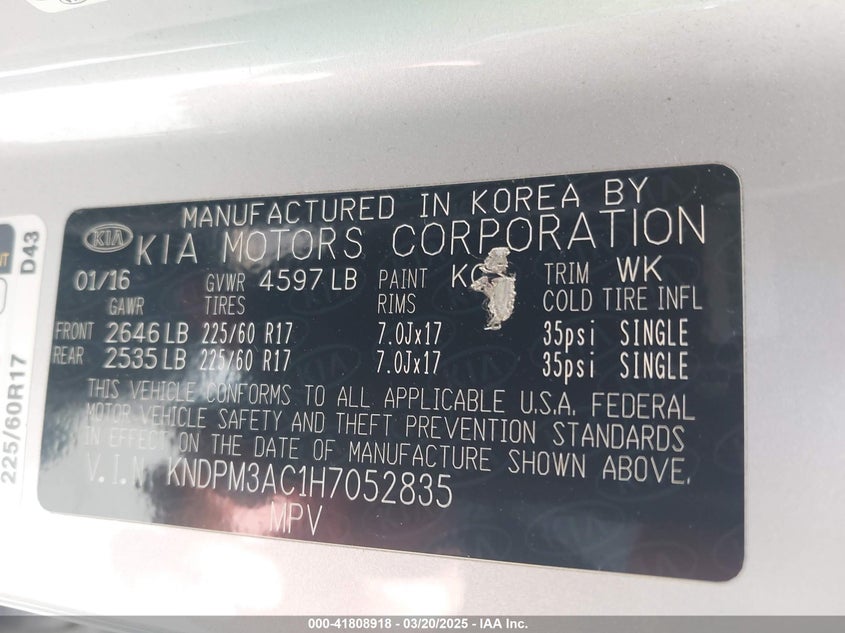 MANUFACTURED IN KOREA BY
KIA KIA MOTORS CORPORATION
01/16 GVWR 4597 LB PAINT TRIM WK
GAWR TIRES RIMS COLD TIRE INFL
FRONT 2646 LB 225/60 R17 7.0Jx17 35psi SINGLE
REAR 2535 LB 225/60 R17 7.0Jx17 35psi SINGLE
THIS VEHICLE CONFORMS TO ALL APPLICABLE U.S.A. FEDERAL
MOTOR VEHICLE SAFETY AND THEFT PREVENTION STANDARDS
IN EFFECT ON THE DATE OF MANUFACTURE SHOWN ABOVE.
V.I.N KNDPM3AC1H7052835
MPV
D43
225/60R17
000-41808918 - 03/20/2025 - IAA Inc.